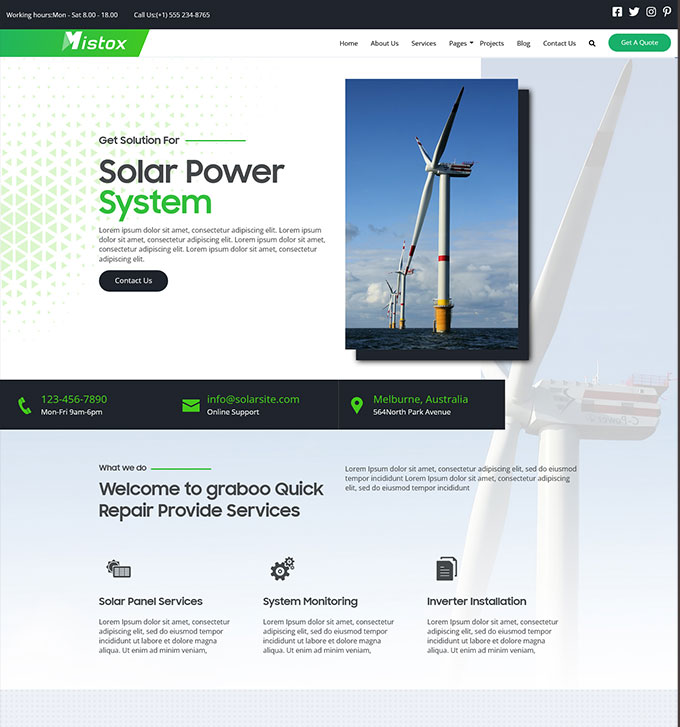 Working hours:Mon - Sat 8.00 - 18.00 Call Us:(+1) 555 234-8765
Mistox
Home About Us Services Pages Projects Blog Contact Us Get A Quote
Get Solution For
Solar Power
System
Lorem ipsum dolor sit amet, consectetur adipiscing elit. Lorem ipsum
dolor sit amet, consectetur adipiscing elit. Lorem ipsum dolor sit amet,
consectetur adipiscing elit. Lorem ipsum dolor sit amet, consectetur
adipiscing elit.
Contact Us
123-456-7890
Mon-Fri 9am-6pm
info@solarsite.com
Online Support
Melburne, Australia
564North Park Avenue
What we do
Welcome to graboo Quick
Repair Provide Services
Lorem Ipsum dolor sit amet, consectetur adipiscing elit, sed do eiusmod
tempor incididunt Lorem Ipsum dolor sit amet, consectetur adipiscing
elit, sed do eiusmod tempor incididunt
Solar Panel Services
Lorem Ipsum dolor sit amet, consectetur
adipiscing elit, sed do eiusmod tempor
incididunt ut labore et dolore magna
aliqua. Ut enim ad minim veniam,
System Monitoring
Lorem Ipsum dolor sit amet, consectetur
adipiscing elit, sed do eiusmod tempor
incididunt ut labore et dolore magna
aliqua. Ut enim ad minim veniam,
Inverter Installation
Lorem Ipsum dolor sit amet, consectetur
adipiscing elit, sed do eiusmod tempor
incididunt ut labore et dolore magna
aliqua. Ut enim ad minim veniam,